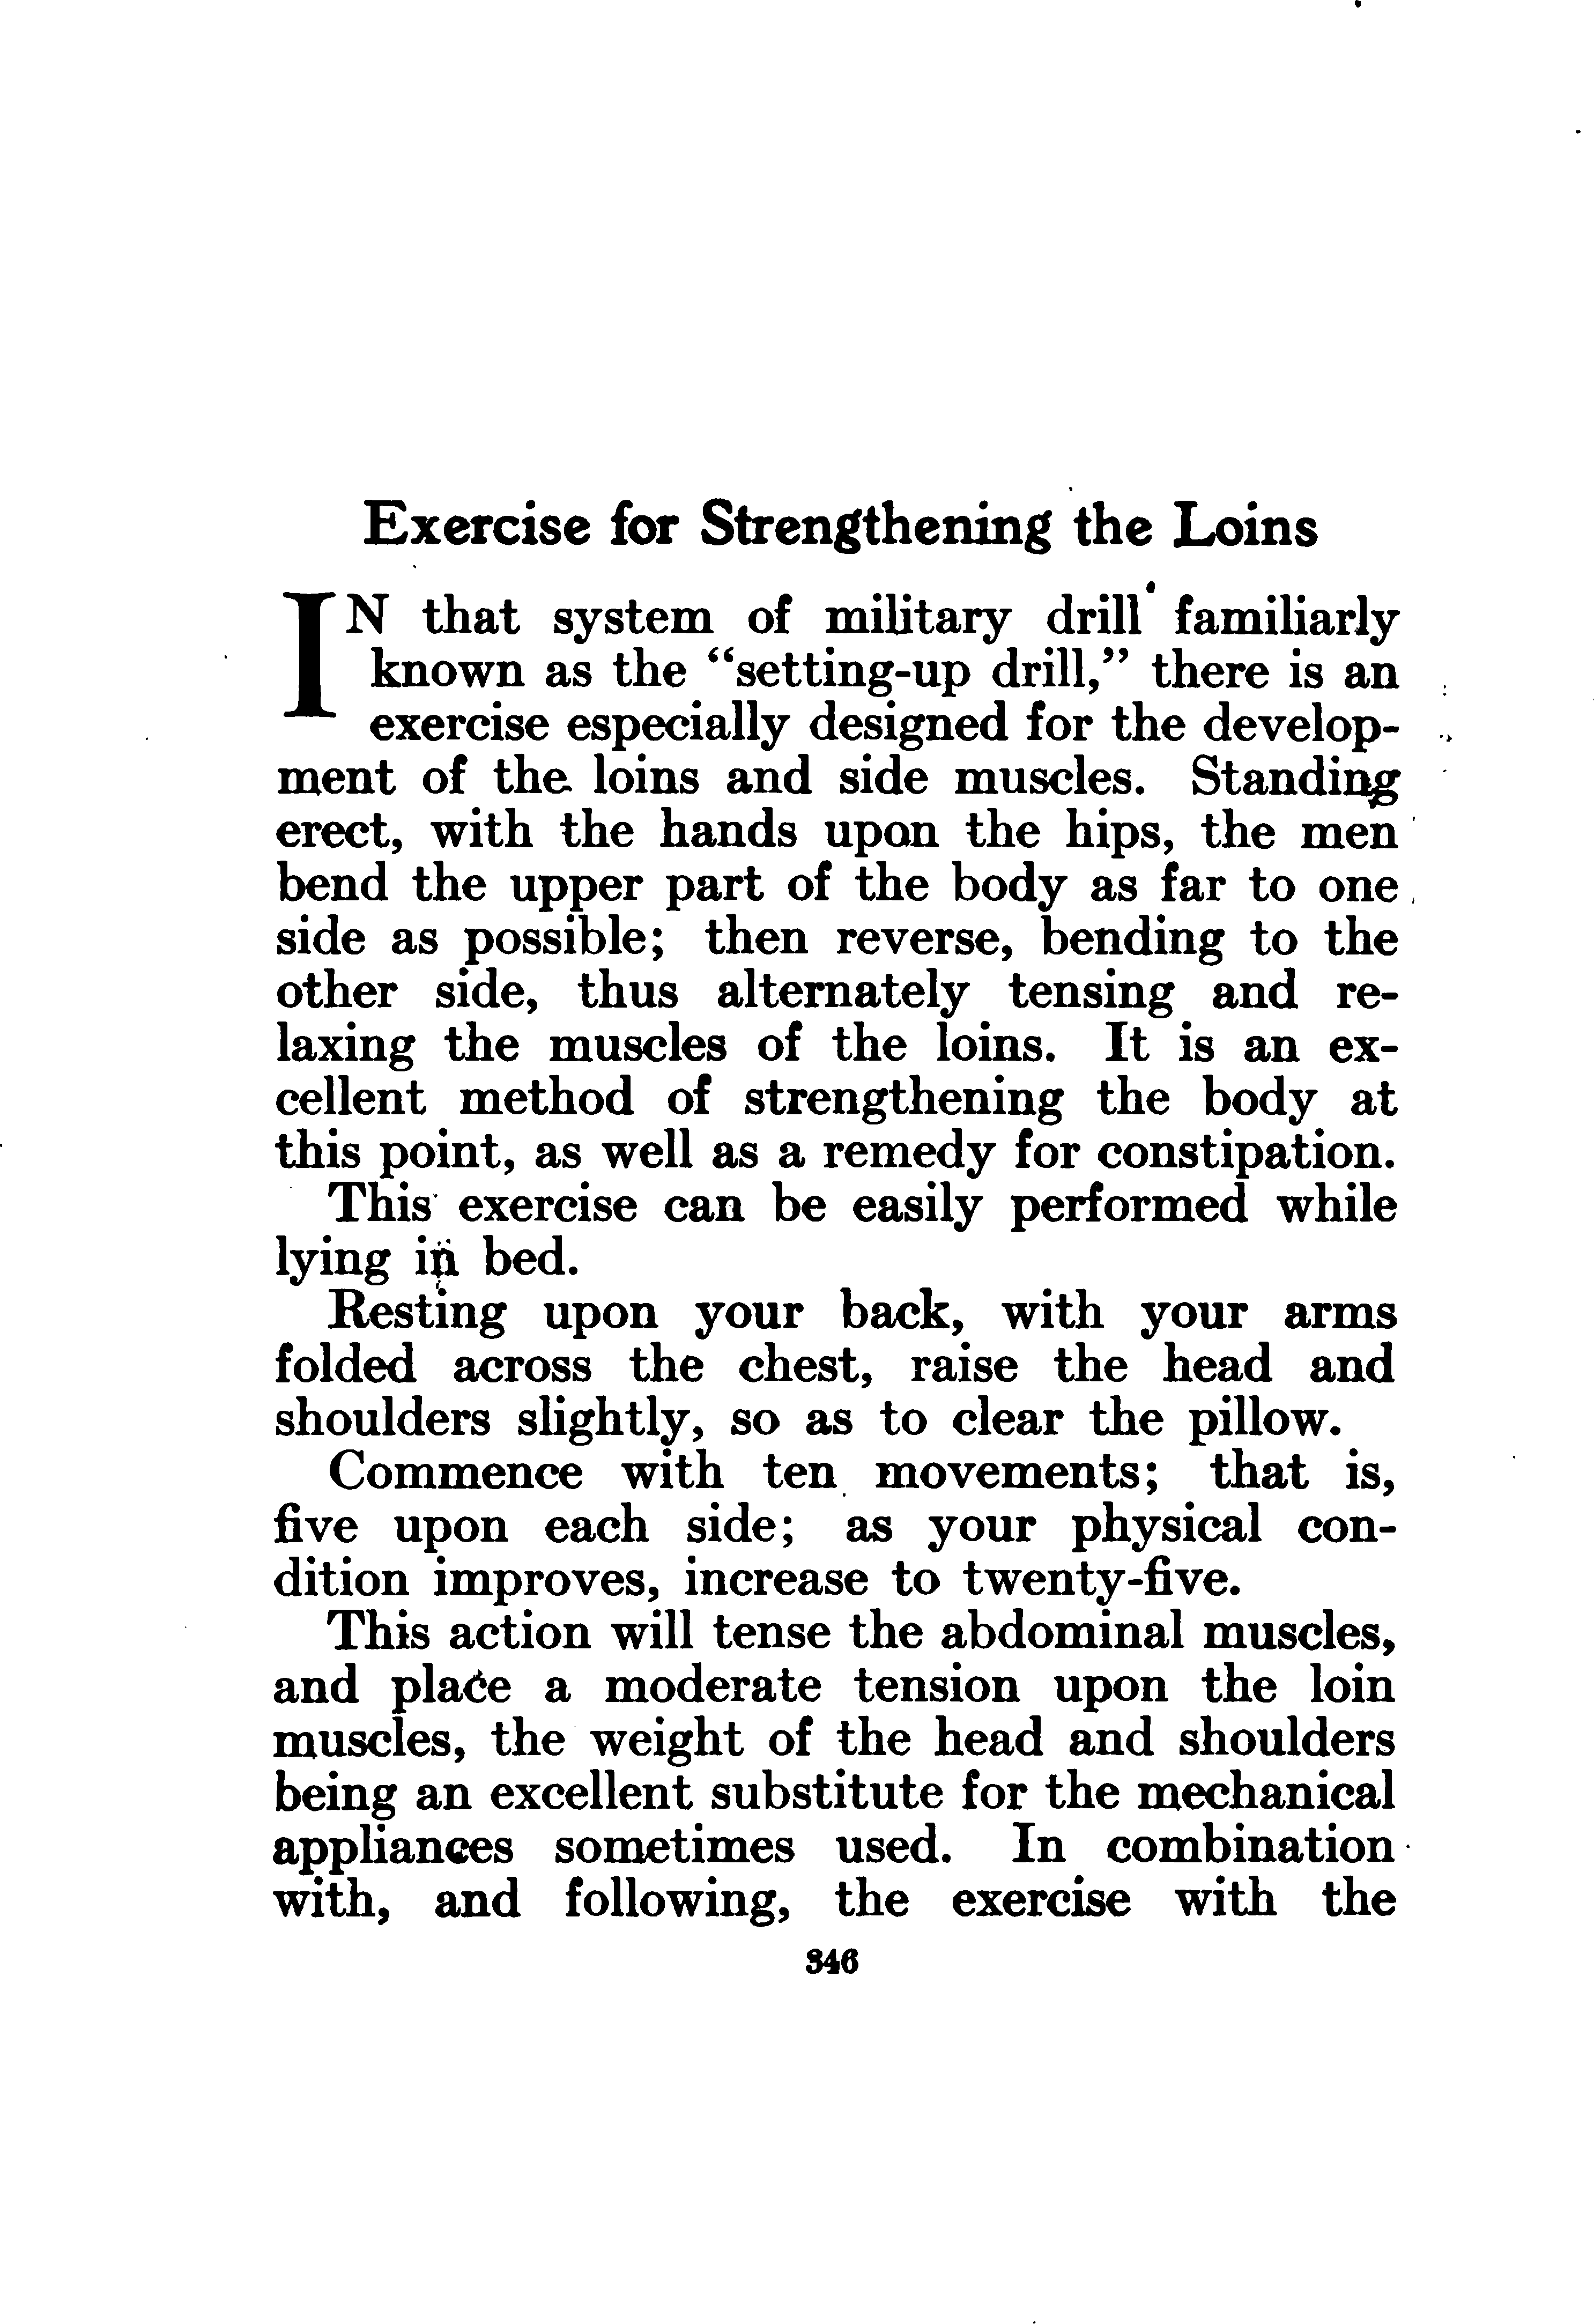 Exercise for Strengthening the Loins
IN that system of military drill familiarly
known as the “setting-up drill,” there is an
exercise especially designed for the develop-
ment of the loins and side muscles. Standing
erect, with the hands upon the hips, the men
bend the upper part of the body as far to one
side as possible; then reverse, bending to the
other side, thus alternately tensing and re-
laxing the muscles of the loins. It is an ex-
cellent method of strengthening the body at
this point, as well as a remedy for constipation.
This exercise can be easily performed while
lying in bed.
Resting upon your back, with your arms
folded across the chest, raise the head and
shoulders slightly, so as to clear the pillow.
Commence with ten movements; that is,
five upon each side; as your physical con-
dition improves, increase to twenty-five.
This action will tense the abdominal muscles,
and place a moderate tension upon the loin
muscles, the weight of the head and shoulders
being an excellent substitute for the mechanical
appliances sometimes used. In combination
with, and following, the exercise with the
346